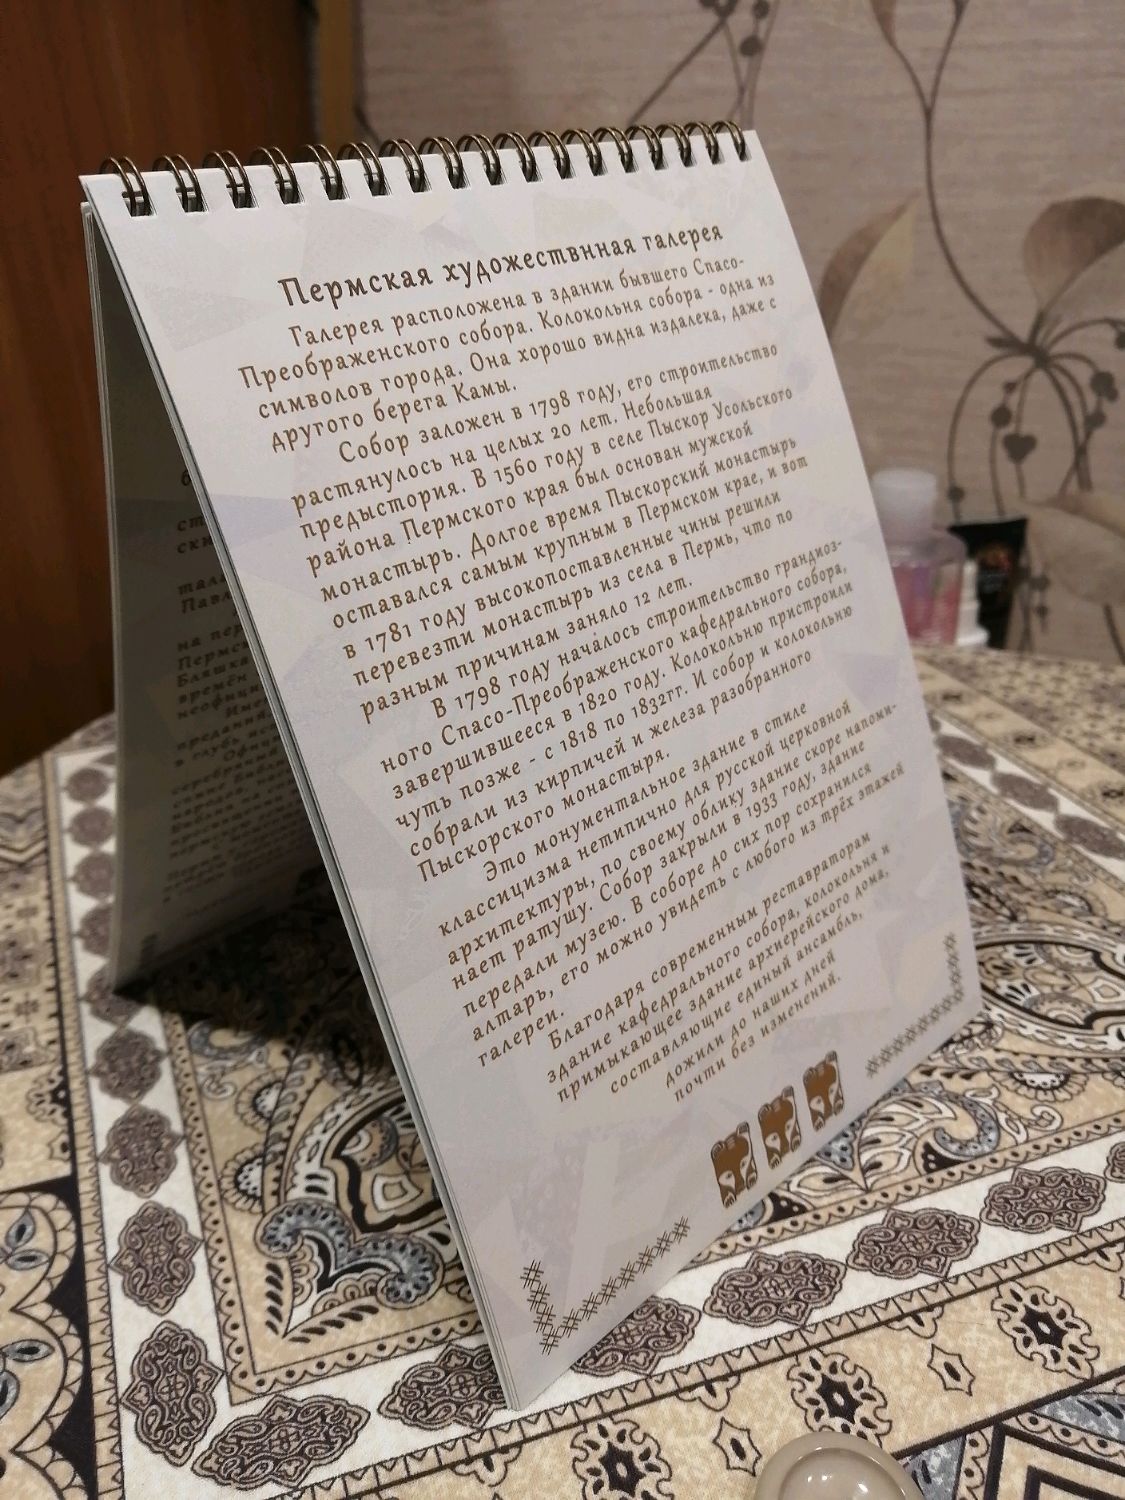 Пермская художествнная галерея
Галерея расположена в здании бывшего Спасо-
Преображенского собора. Колокольня собора - одна из
символов города. Она хорошо видна издалека, даже с
другого берега Камы.
Собор заложен в 1798 году, его строительство
растянулось на целых 20 лет. Небольшая
предыстория. В 1560 году в селе Пыскор Усольского
района Пермского края был основан мужской
монастырь. Долгое время Пыскорский монастырь
оставался самым крупным в Пермском крае, и вот
в 1781 году высокопоставленные чины решили
перевезти монастырь из села в Пермь, что по
разным причинам заняло 12 лет.
В 1798 году началось строительство грандиоз-
ного Спасо-Преображенского кафедрального собора,
завершившееся в 1820 году. Колокольню пристроили
чуть позже - с 1818 по 1832гг. И собор и колокольню
собрали из кирпичей и железа разобранного
Пыскорского монастыря.
Это монументальное здание в стиле
классицизма нетипично для русской церковной
архитектуры, по своему облику здание скоре напоми-
нает ратушу. Собор закрыли в 1933 году, здание
передали музею. В соборе до сих пор сохранился
алтарь, его можно увидеть с любого из трёх этажей
галереи.
Благодаря современным реставраторам
здание кафедрального собора, колокольня и
примыкающее здание архиерейского дома,
составляющие единый ансамбль,
дожили до наших дней
почти без изменений.